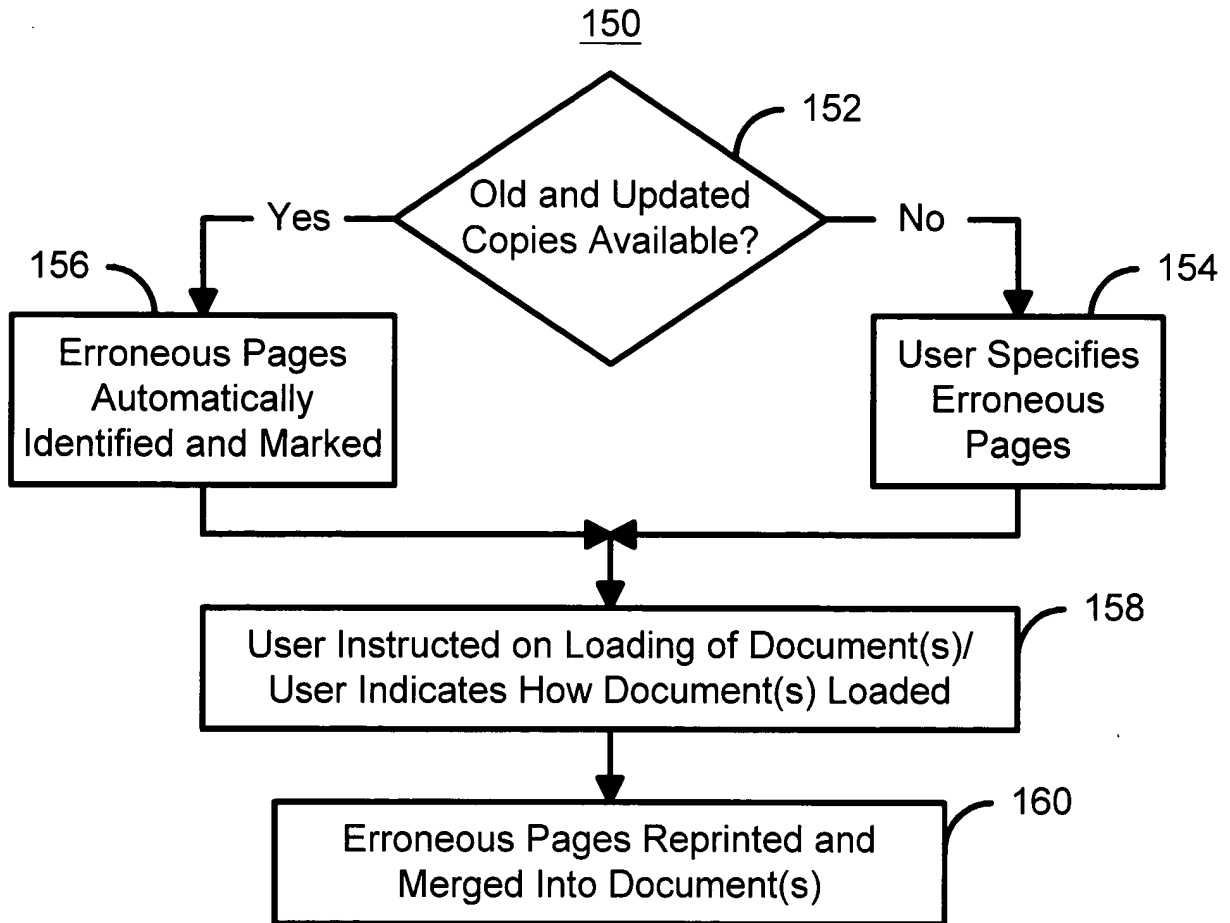 150
152
Old and Updated
Copies Available?
Yes
No
156
154
Erroneous Pages
Automatically
Identified and Marked
User Specifies
Erroneous
Pages
158
User Instructed on Loading of Document(s)/
User Indicates How Document(s) Loaded
160
Erroneous Pages Reprinted and
Merged Into Document(s)